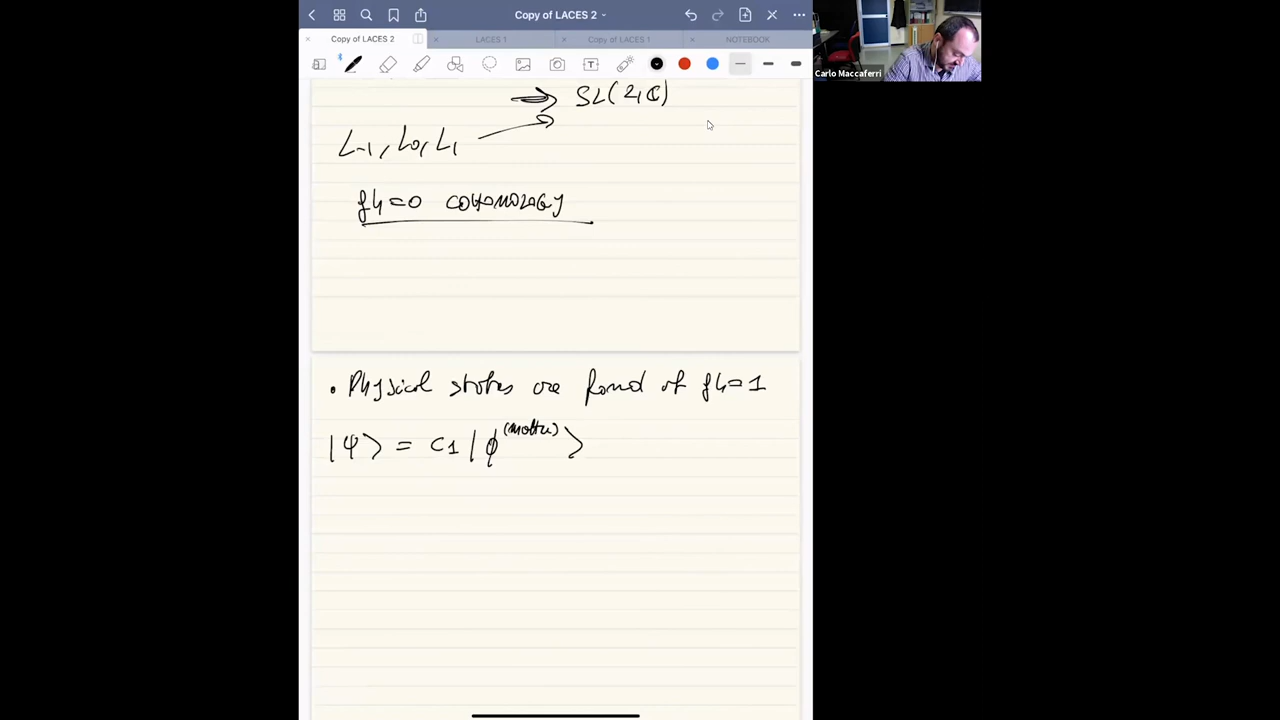 Copy of LACES 2
Copy of LACES 2
LACES 1
Copy of LACES 1
NOTEBOOK
Carlo Maccaferri
⇒ SL(2,ℂ)
L-1, L0, L1
gh=0 COHOMOLOGY
• Physical states are found at gh=1
|ψ⟩ = c1 |ϕ^(matter)⟩